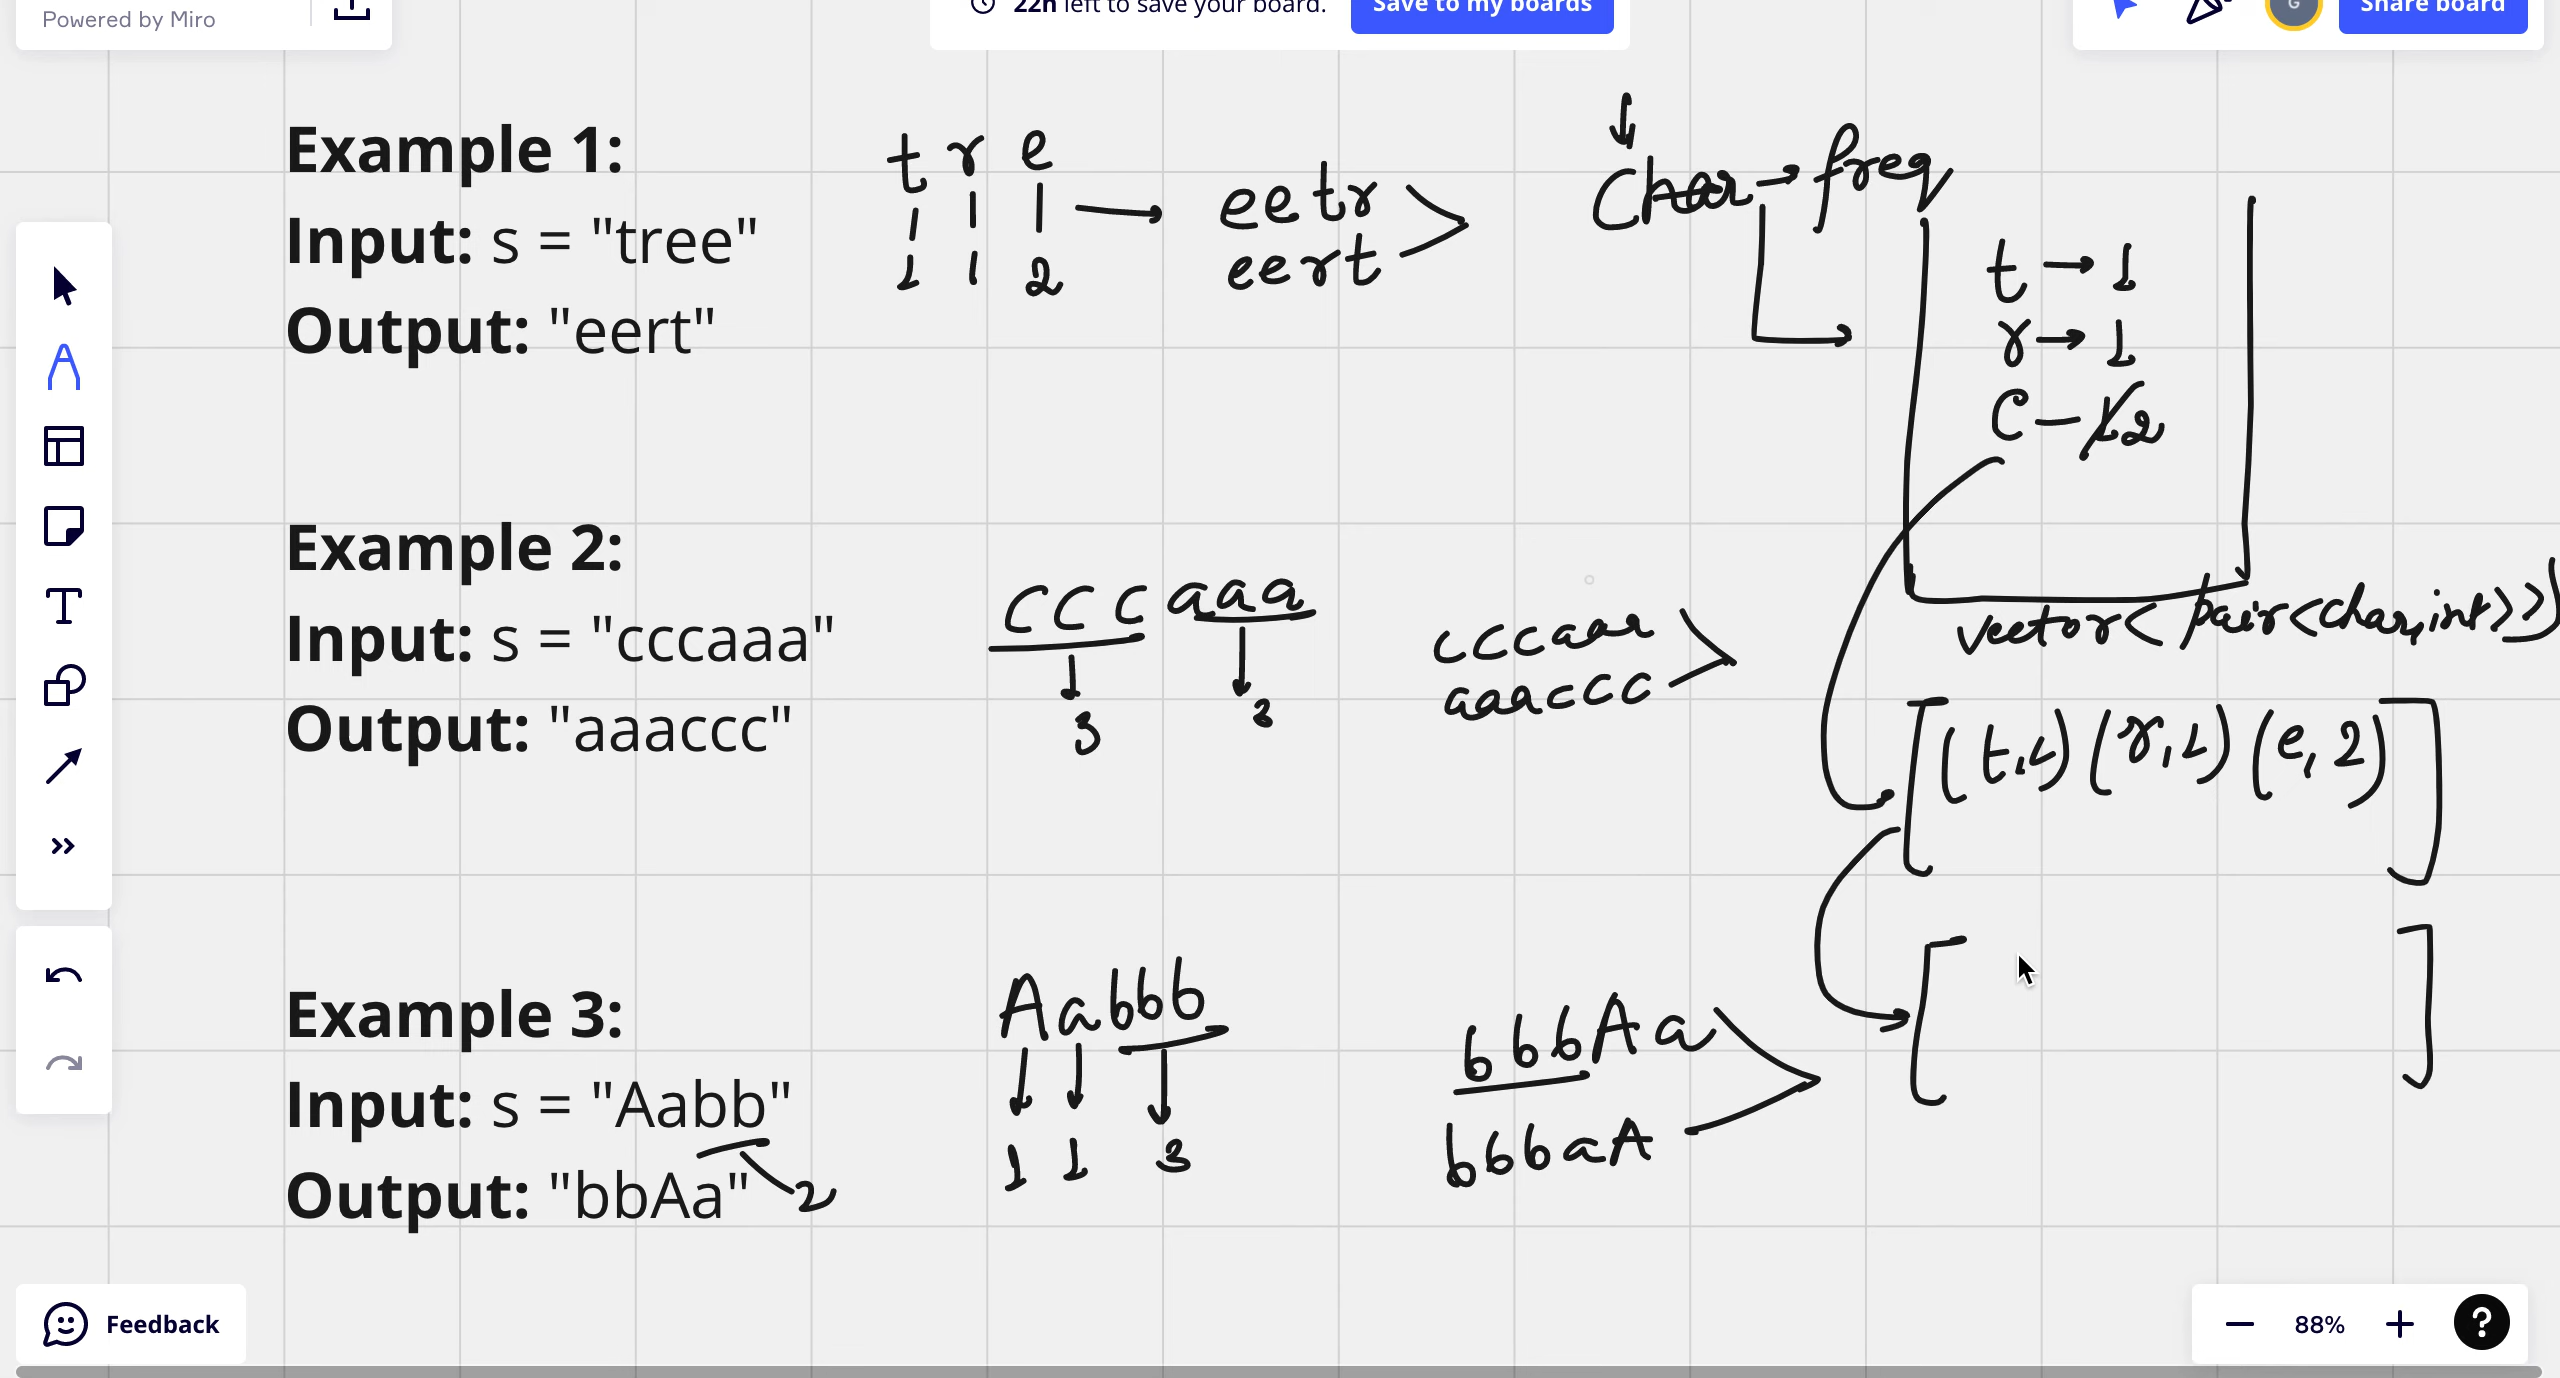 Powered by Miro
22h left to save your board.
Save to my boards
G
Share board
Example 1:
Input: s = "tree"
Output: "eert"
t r e
1 1 2
eetr
eert
Char → freq
t → 1
r → 1
e – 1 2
vector<pair<char,int>>
[(t,1) (r,1) (e,2)]
[ ]
Example 2:
Input: s = "cccaaa"
Output: "aaaccc"
cccaaa
3 3
cccaaa
aaaccc
Example 3:
Input: s = "Aabb"
Output: "bbAa"
2
Aabbb
1 1 3
bbbAa
bbbaA
Feedback
88%
?